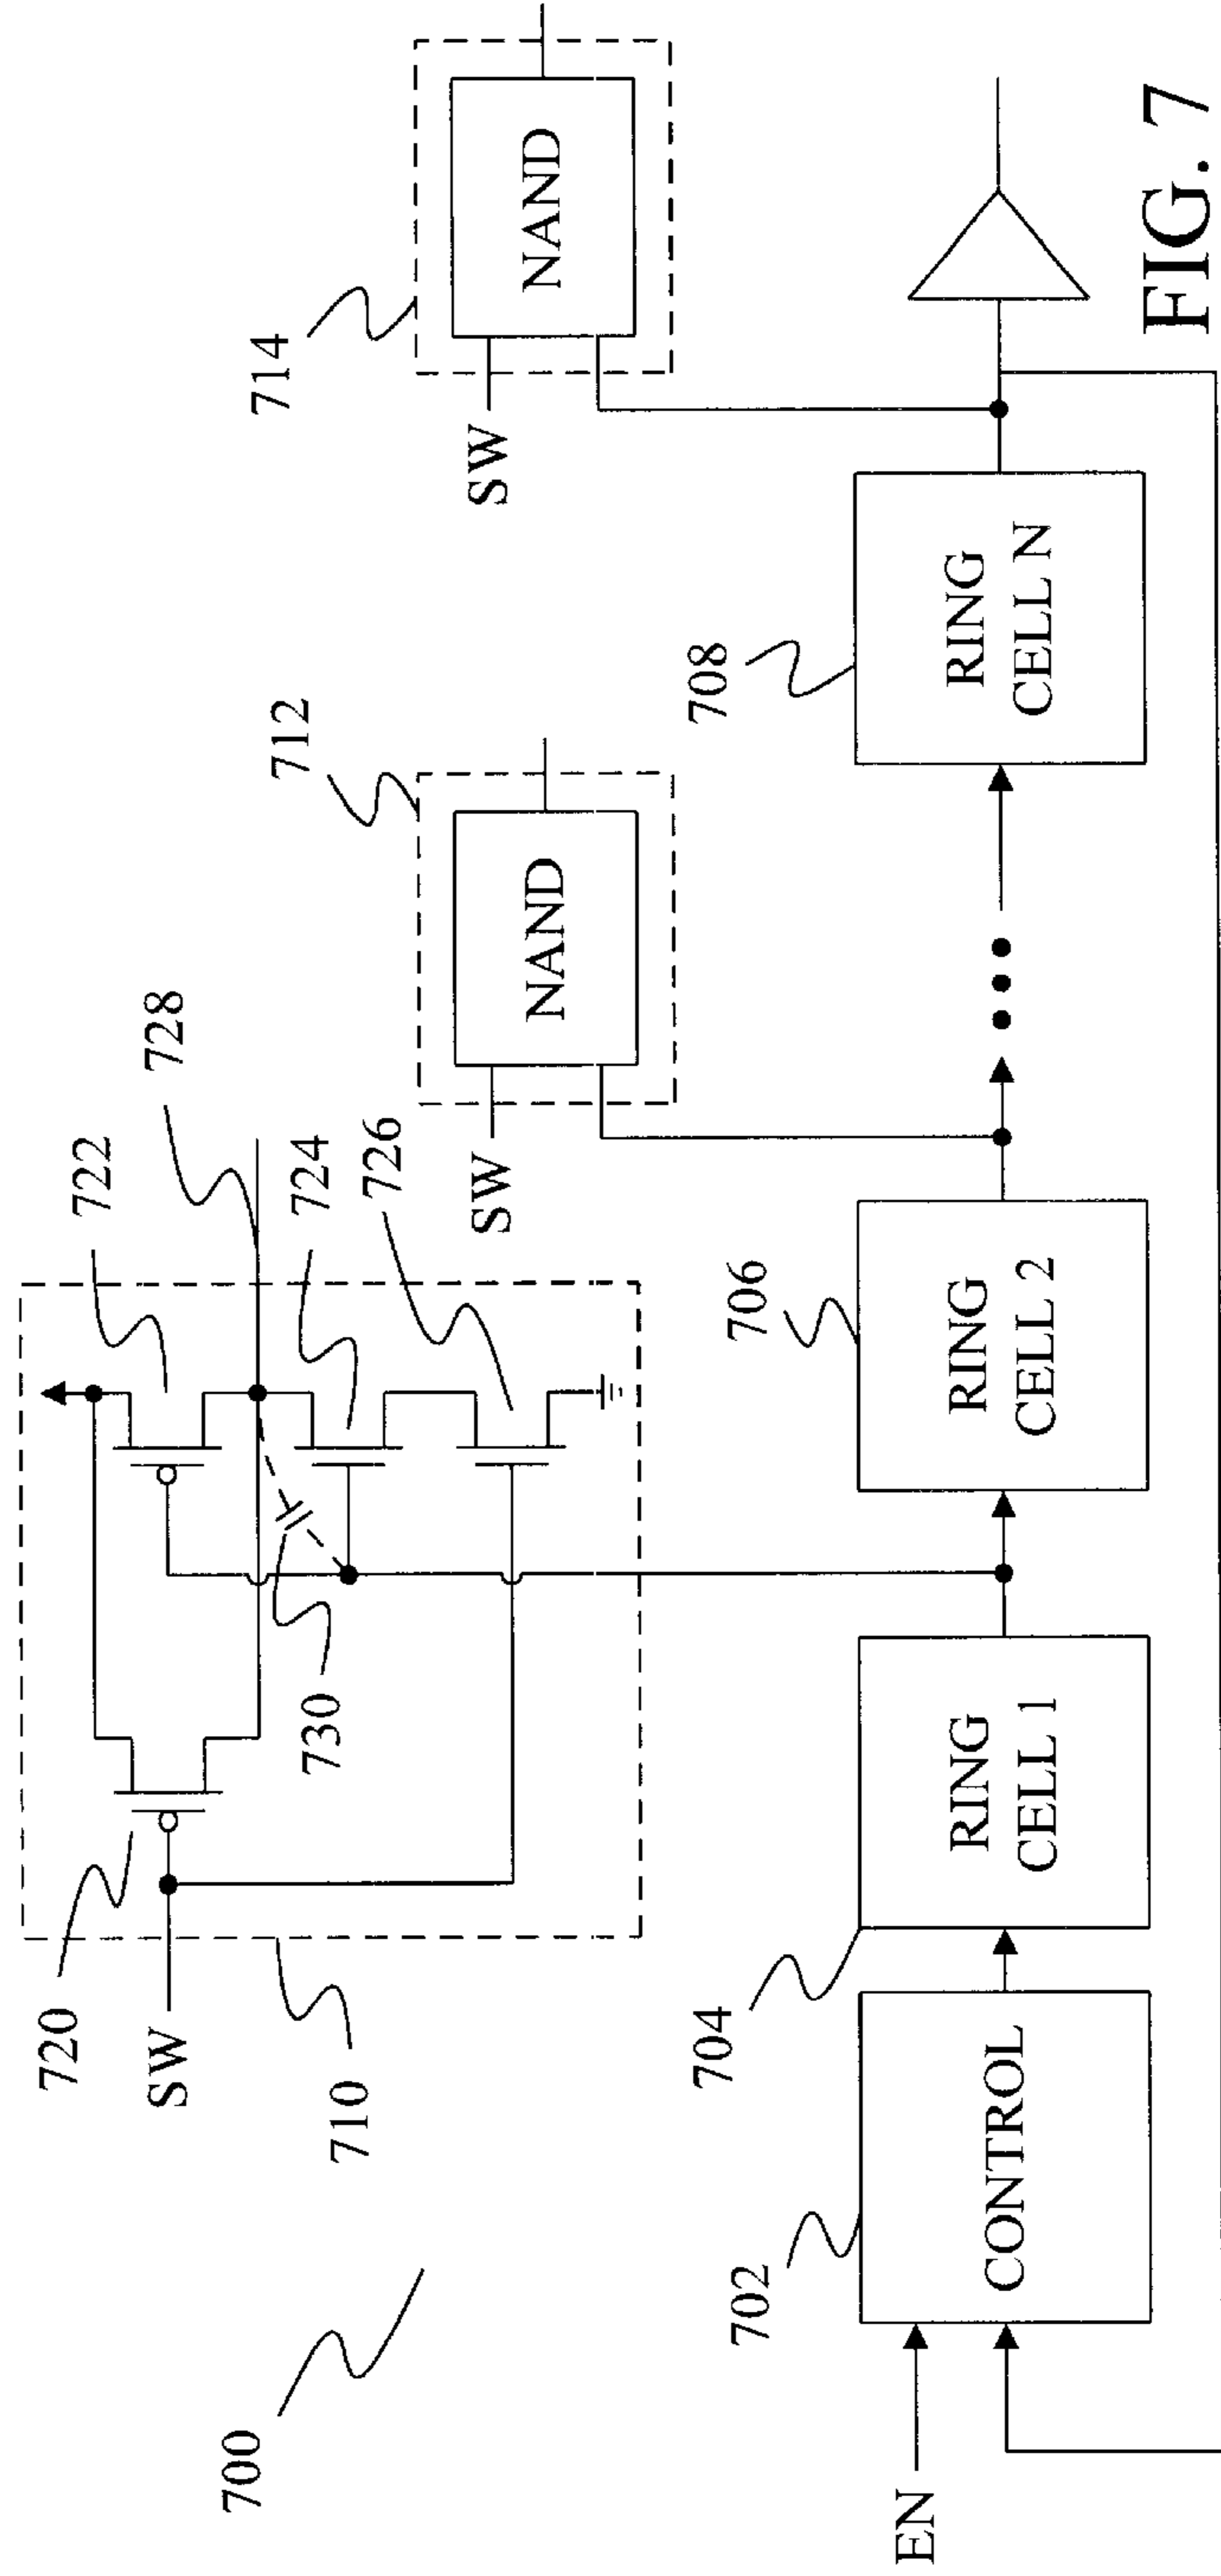 700
720
SW
710
722
728
724
726
730
712
SW
NAND
714
SW
NAND
EN
702
CONTROL
704
RING
CELL 1
706
RING
CELL 2
708
RING
CELL N
FIG. 7